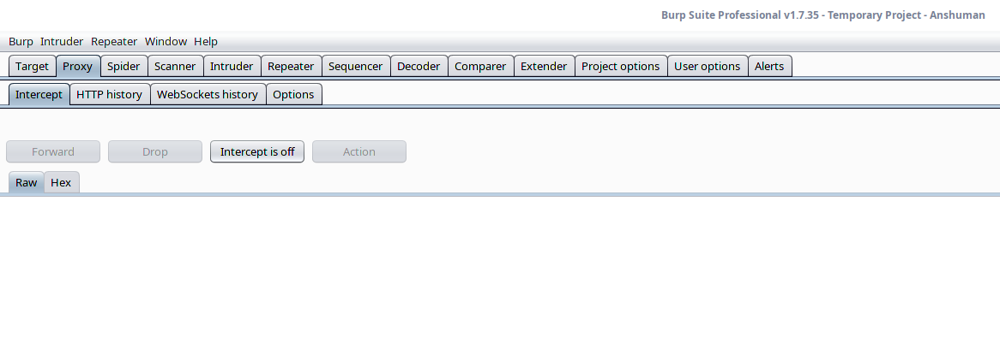 Burp Suite Professional v1.7.35 - Temporary Project - Anshuman
Burp Intruder Repeater Window Help
Target Proxy Spider Scanner Intruder Repeater Sequencer Decoder Comparer Extender Project options User options Alerts
Intercept HTTP history WebSockets history Options
Forward Drop Intercept is off Action
Raw Hex